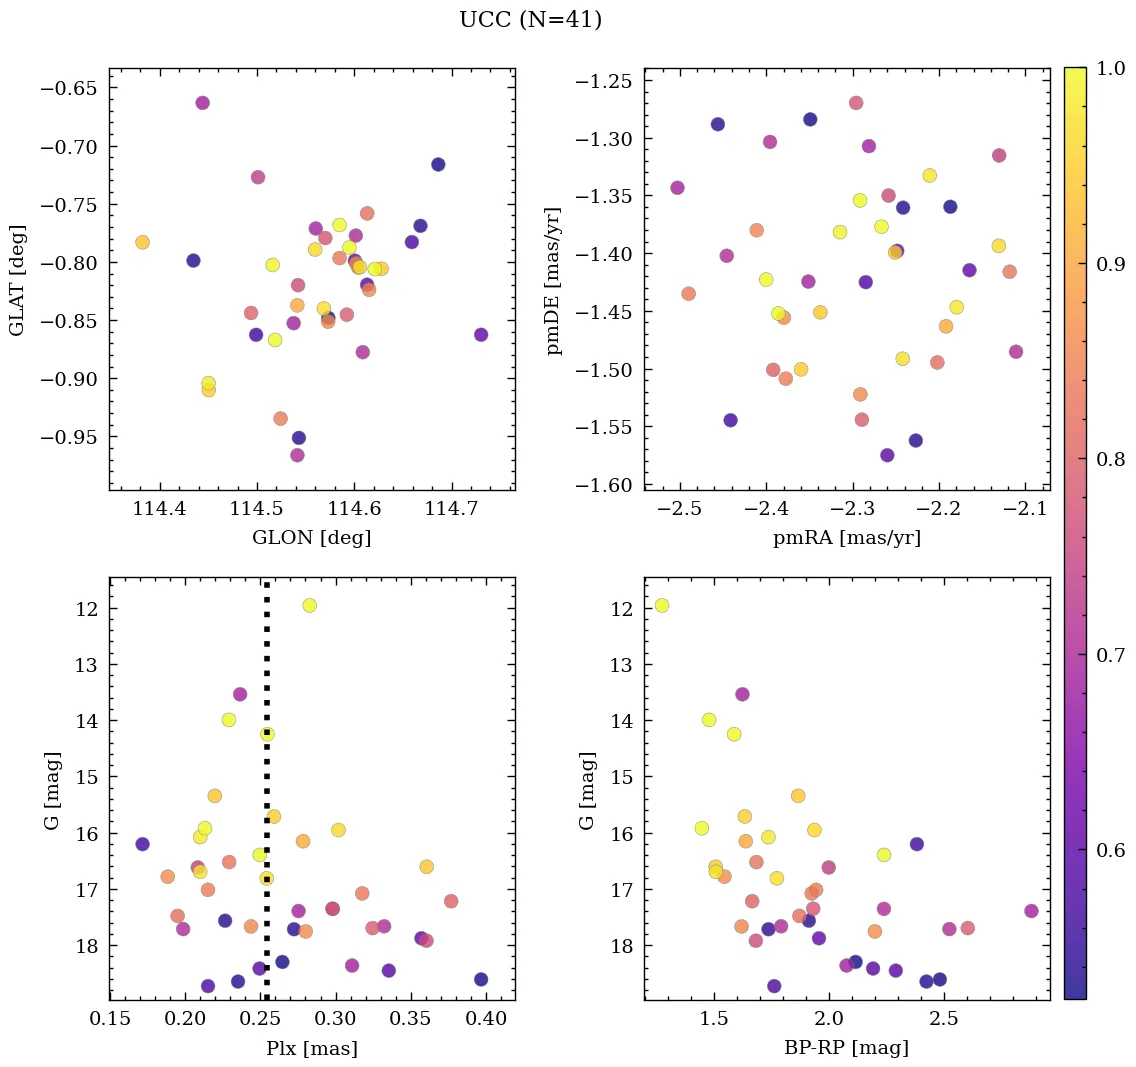 UCC (N=41)
−0.65
−0.70
−0.75
−0.80
−0.85
−0.90
−0.95
GLAT [deg]
114.4 114.5 114.6 114.7
GLON [deg]
−1.25
−1.30
−1.35
−1.40
−1.45
−1.50
−1.55
−1.60
pmDE [mas/yr]
−2.5 −2.4 −2.3 −2.2 −2.1
pmRA [mas/yr]
12
13
14
15
16
17
18
G [mag]
0.15 0.20 0.25 0.30 0.35 0.40
Plx [mas]
12
13
14
15
16
17
18
G [mag]
1.5 2.0 2.5
BP-RP [mag]
1.0
0.9
0.8
0.7
0.6